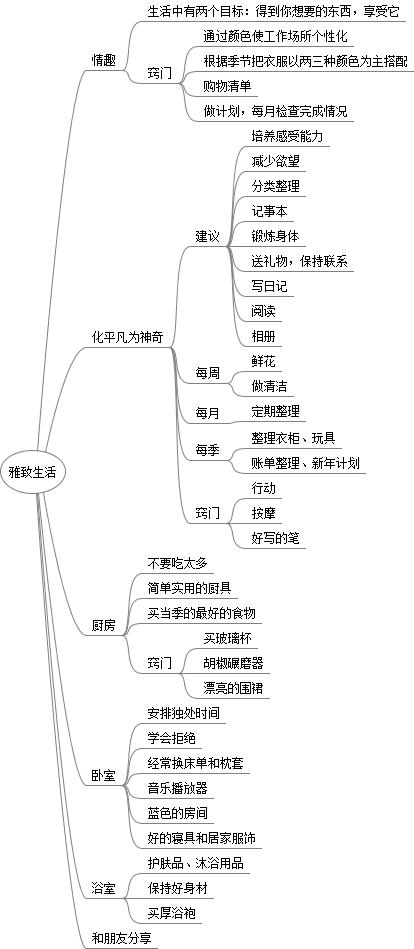 生活中有两个目标：得到你想要的东西，享受它
情趣
通过颜色使工作场所个性化
根据季节把衣服以两三种颜色为主搭配
窍门
购物清单
做计划，每月检查完成情况
培养感受能力
减少欲望
分类整理
记事本
建议
锻炼身体
送礼物，保持联系
写日记
阅读
相册
化平凡为神奇
鲜花
每周
做清洁
每月
定期整理
整理衣柜、玩具
每季
账单整理、新年计划
雅致生活
行动
窍门
按摩
好写的笔
不要吃太多
简单实用的厨具
买当季的最好的食物
厨房
买玻璃杯
窍门
胡椒碾磨器
漂亮的围裙
安排独处时间
学会拒绝
经常换床单和枕套
卧室
音乐播放器
蓝色的房间
好的寝具和居家服饰
护肤品、沐浴用品
浴室
保持好身材
买厚浴袍
和朋友分享